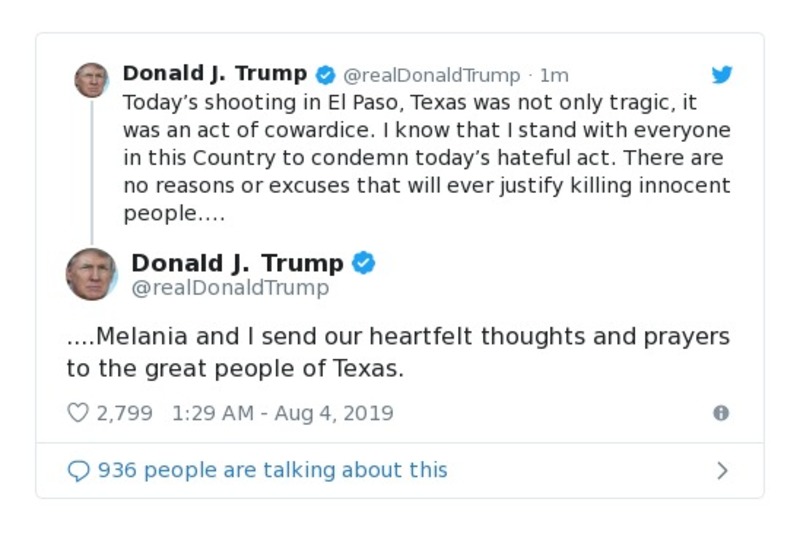 Donald J. Trump @realDonaldTrump · 1m
Today’s shooting in El Paso, Texas was not only tragic, it
was an act of cowardice. I know that I stand with everyone
in this Country to condemn today’s hateful act. There are
no reasons or excuses that will ever justify killing innocent
people....
Donald J. Trump
@realDonaldTrump
....Melania and I send our heartfelt thoughts and prayers
to the great people of Texas.
2,799 1:29 AM - Aug 4, 2019
936 people are talking about this